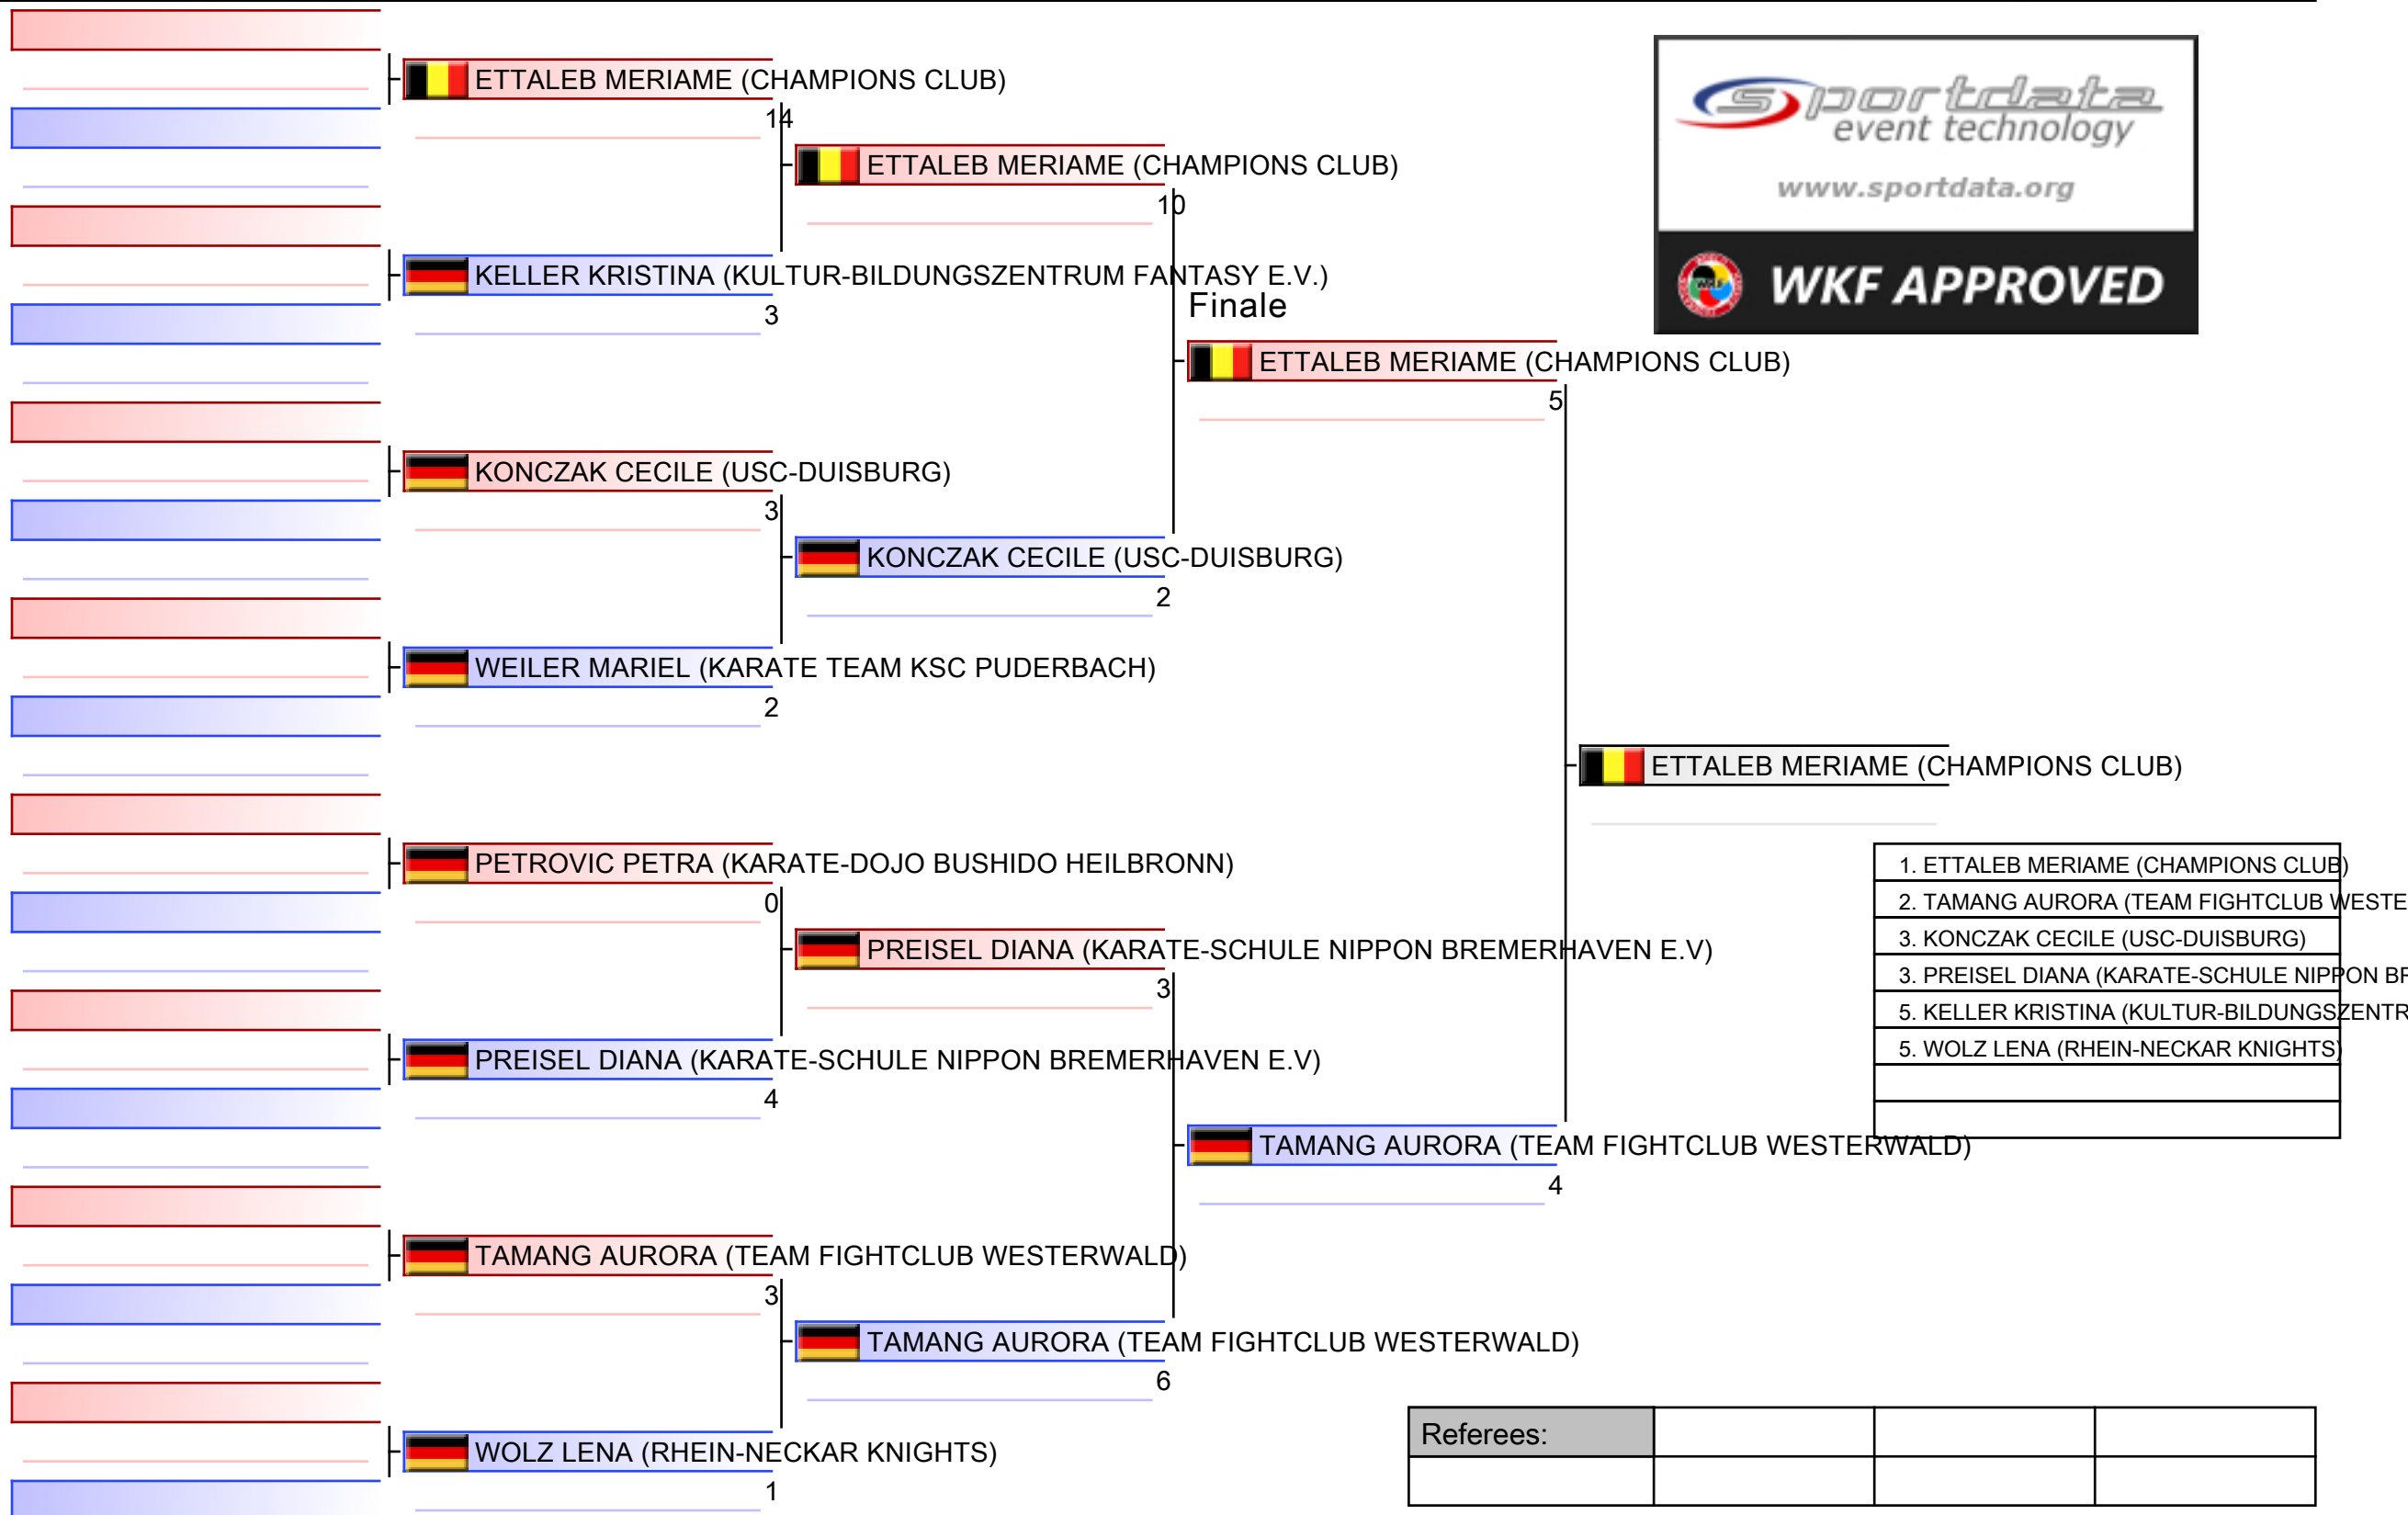 ETTALEB MERIAME (CHAMPIONS CLUB)
14
ETTALEB MERIAME (CHAMPIONS CLUB)
10
KELLER KRISTINA (KULTUR-BILDUNGSZENTRUM FANTASY E.V.)
3
Finale
ETTALEB MERIAME (CHAMPIONS CLUB)
5
KONCZAK CECILE (USC-DUISBURG)
3
KONCZAK CECILE (USC-DUISBURG)
2
WEILER MARIEL (KARATE TEAM KSC PUDERBACH)
2
ETTALEB MERIAME (CHAMPIONS CLUB)
PETROVIC PETRA (KARATE-DOJO BUSHIDO HEILBRONN)
0
PREISEL DIANA (KARATE-SCHULE NIPPON BREMERHAVEN E.V)
3
PREISEL DIANA (KARATE-SCHULE NIPPON BREMERHAVEN E.V)
4
TAMANG AURORA (TEAM FIGHTCLUB WESTERWALD)
4
TAMANG AURORA (TEAM FIGHTCLUB WESTERWALD)
3
TAMANG AURORA (TEAM FIGHTCLUB WESTERWALD)
6
WOLZ LENA (RHEIN-NECKAR KNIGHTS)
1
sportdata
event technology
www.sportdata.org
WKF
WKF APPROVED
1. ETTALEB MERIAME (CHAMPIONS CLUB)
2. TAMANG AURORA (TEAM FIGHTCLUB WESTE
3. KONCZAK CECILE (USC-DUISBURG)
3. PREISEL DIANA (KARATE-SCHULE NIPPON BR
5. KELLER KRISTINA (KULTUR-BILDUNGSZENTR
5. WOLZ LENA (RHEIN-NECKAR KNIGHTS)
Referees: